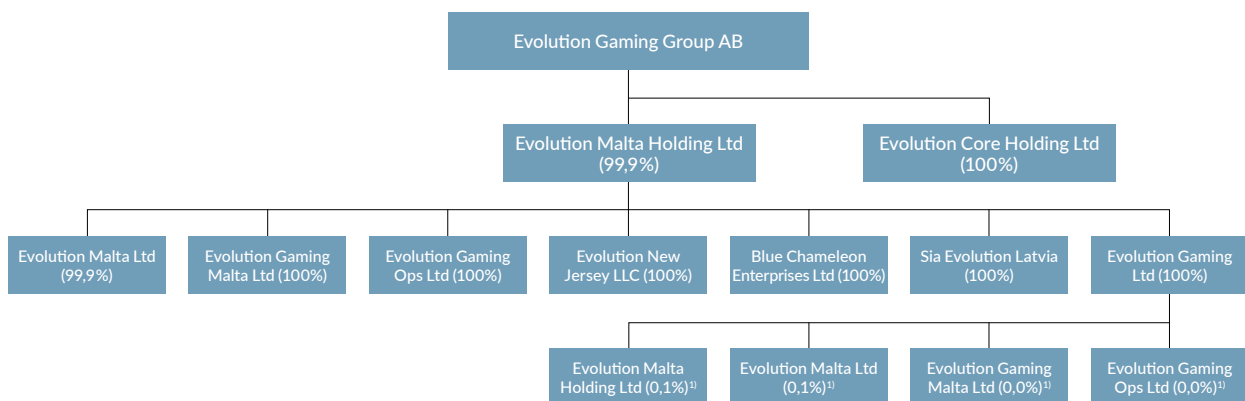 Evolution Gaming Group AB
Evolution Malta Holding Ltd
(99,9%)
Evolution Core Holding Ltd
(100%)
Evolution Malta Ltd
(99,9%)
Evolution Gaming
Malta Ltd (100%)
Evolution Gaming
Ops Ltd (100%)
Evolution New
Jersey LLC (100%)
Blue Chameleon
Enterprises Ltd (100%)
Sia Evolution Latvia
(100%)
Evolution Gaming
Ltd (100%)
Evolution Malta
Holding Ltd (0,1%)¹⁾
Evolution Malta Ltd
(0,1%)¹⁾
Evolution Gaming
Malta Ltd (0,0%)¹⁾
Evolution Gaming
Ops Ltd (0,0%)¹⁾